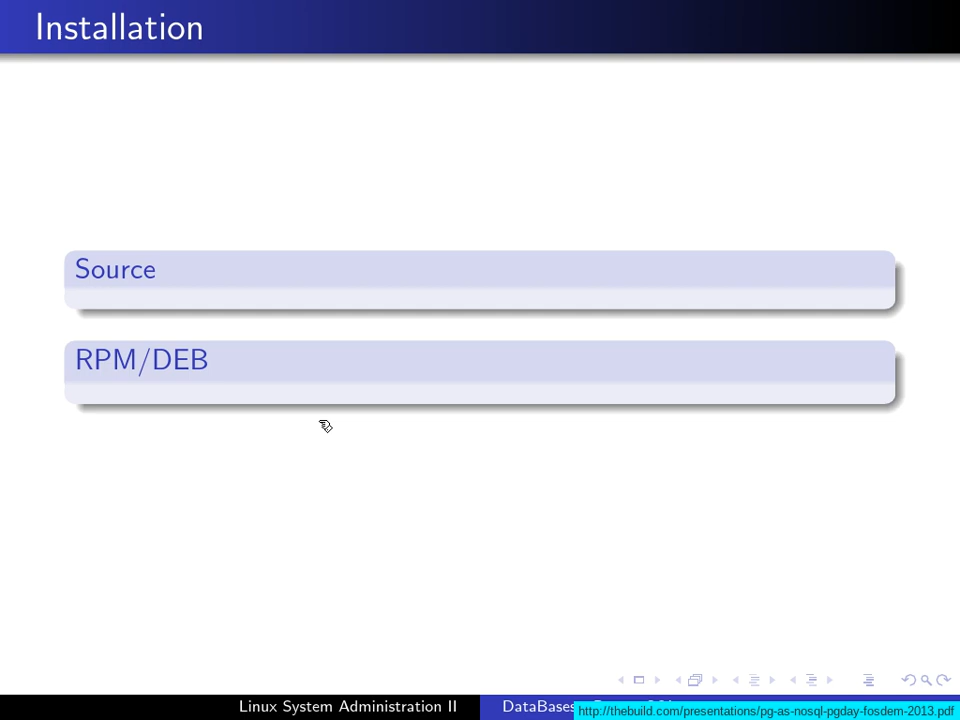 Installation
Source
RPM/DEB
Linux System Administration II
DataBases
http://thebuild.com/presentations/pg-as-nosql-pgday-fosdem-2013.pdf